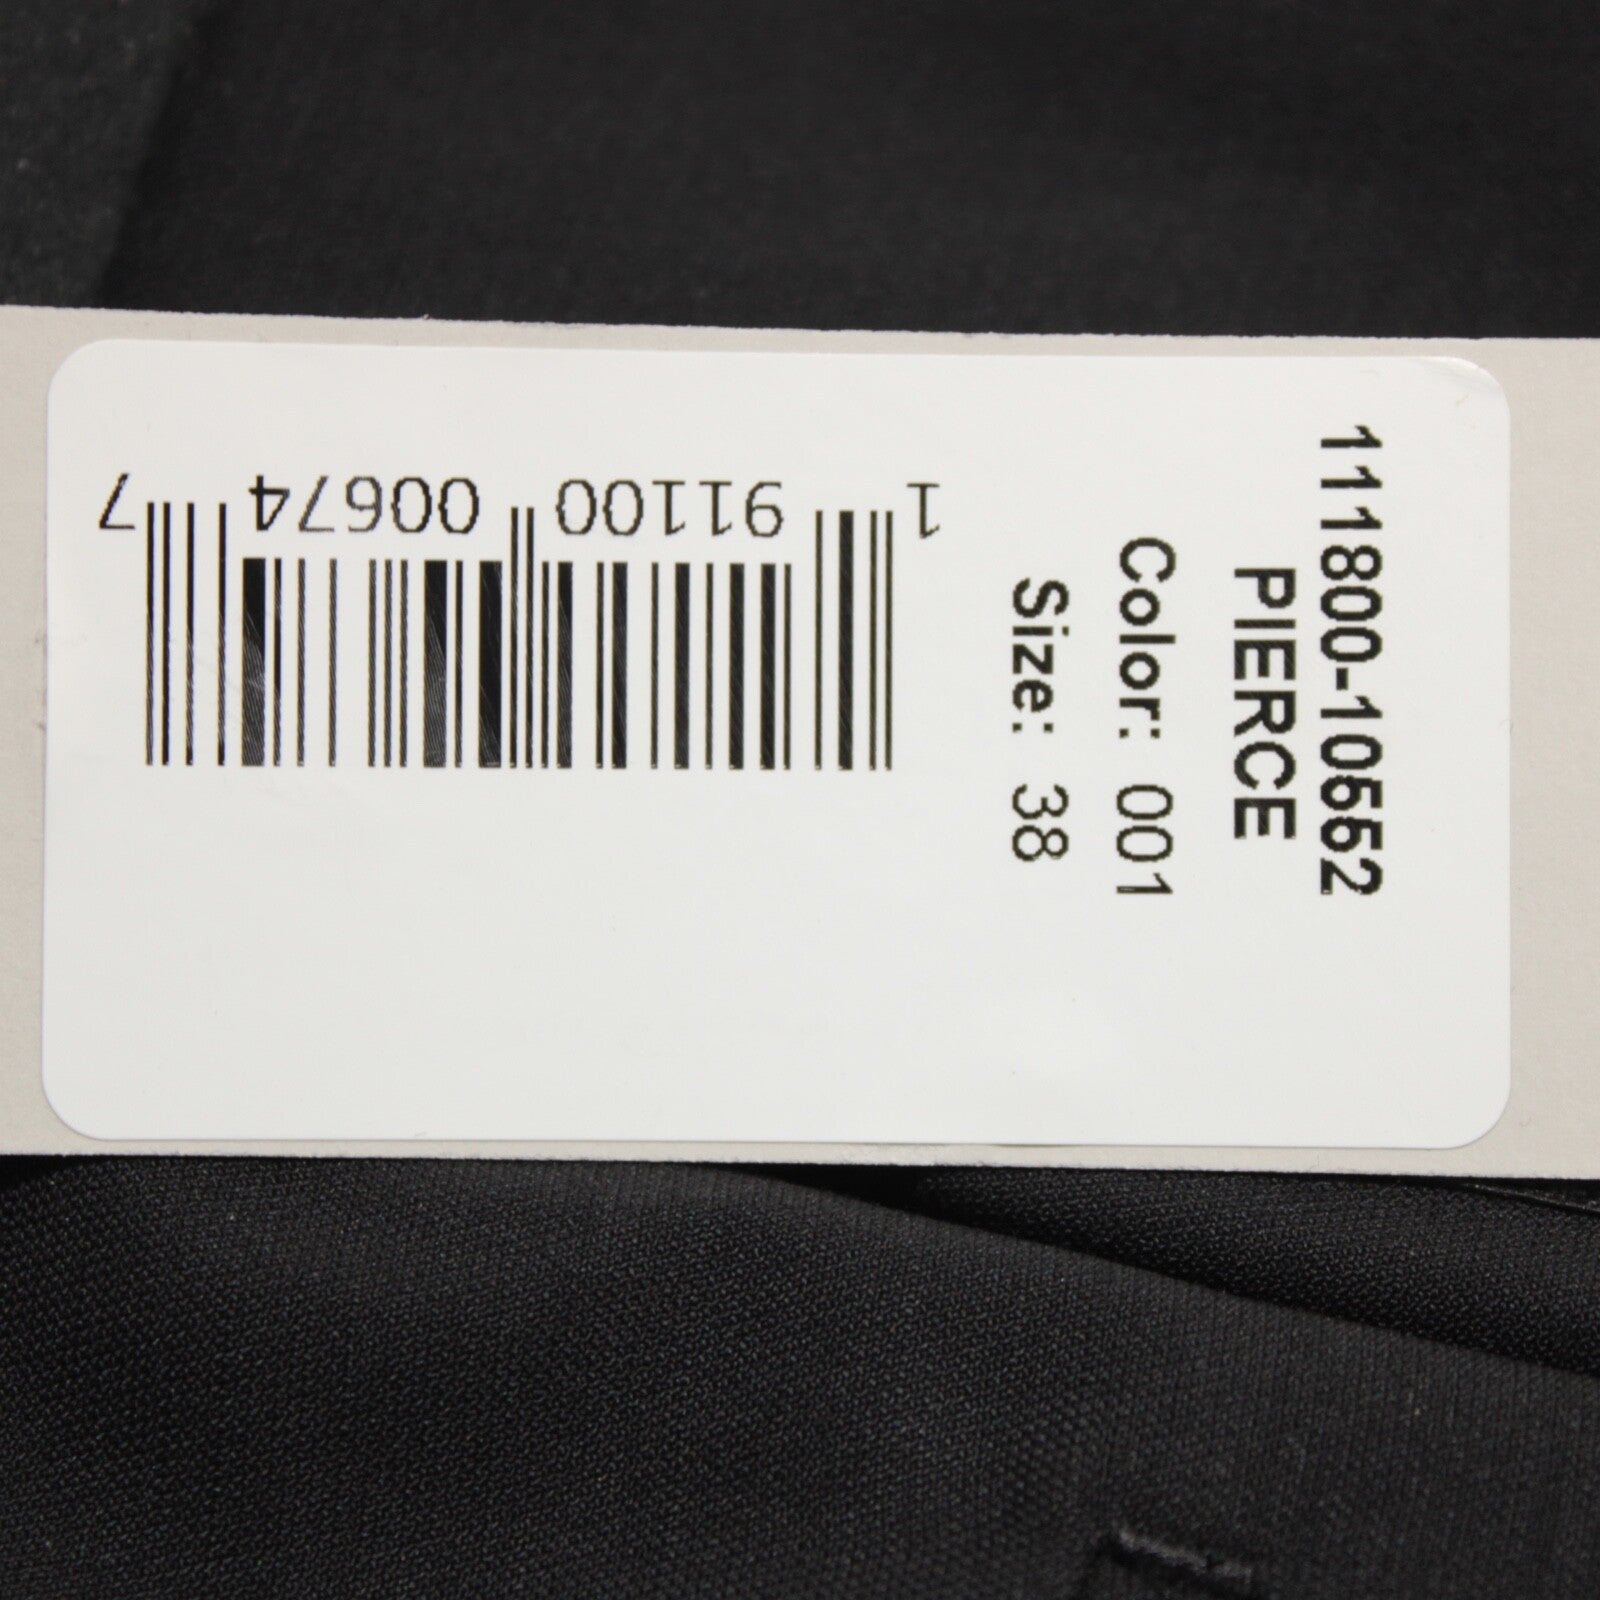 111800-10552
PIERCE
Color: 001
Size: 38
1 91100 00674 7